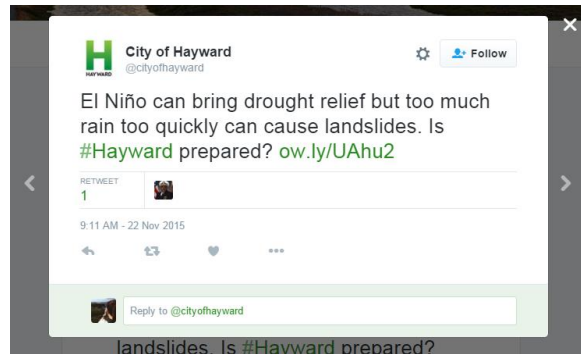 HAYWARD
City of Hayward
@cityofhayward
Follow
El Niño can bring drought relief but too much
rain too quickly can cause landslides. Is
#Hayward prepared? ow.ly/UAhu2
RETWEET
1
9:11 AM - 22 Nov 2015
Reply to @cityofhayward
landslides. Is #Hayward prepared?